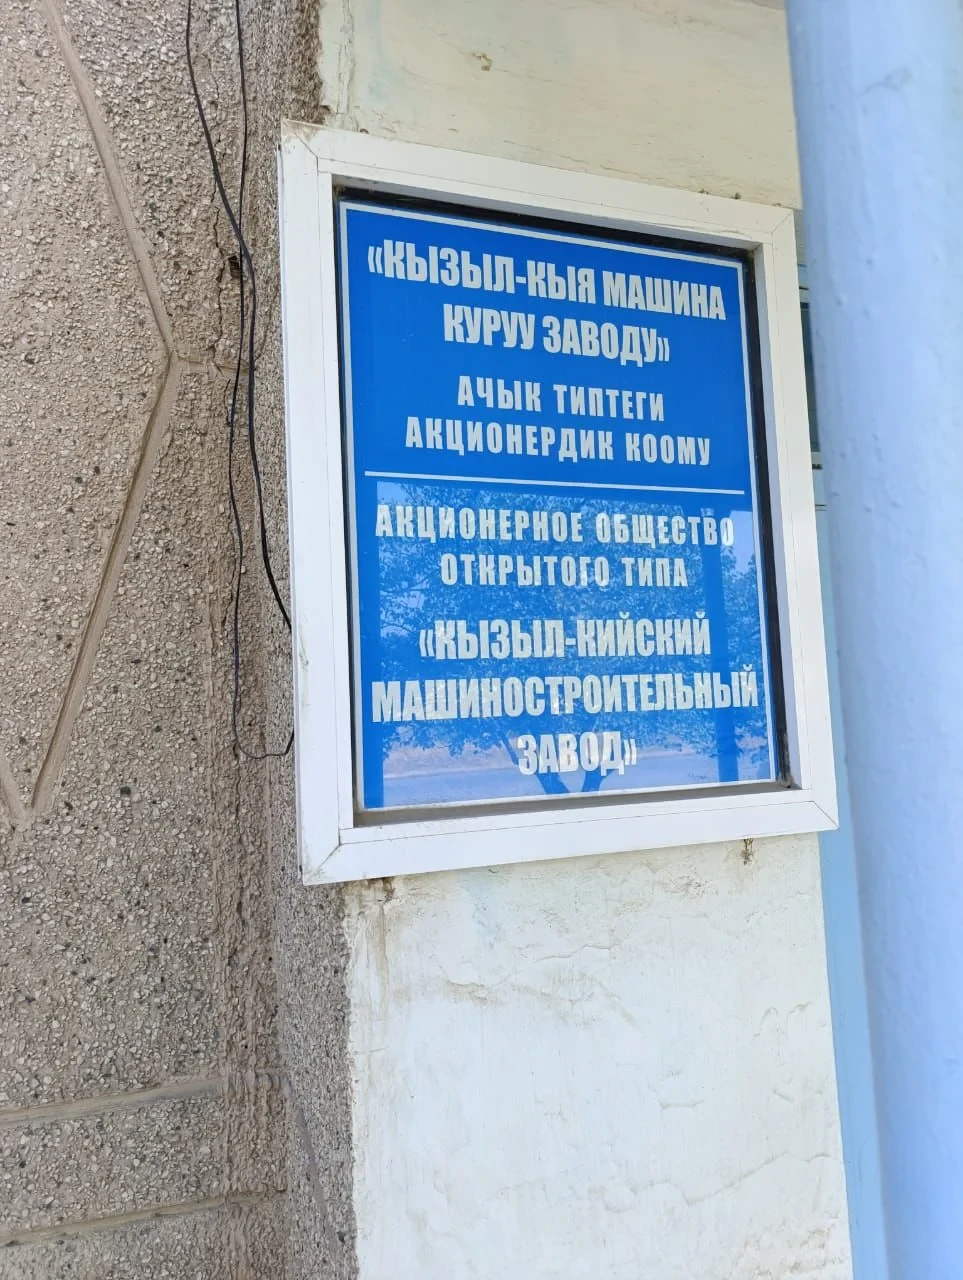 «КЫЗЫЛ-КЫЯ МАШИНА
КУРУУ ЗАВОДУ»
АЧЫК ТИПТЕГИ
АКЦИОНЕРДИК КООМУ
АКЦИОНЕРНОЕ ОБЩЕСТВО
ОТКРЫТОГО ТИПА
«КЫЗЫЛ-КИЙСКИЙ
МАШИНОСТРОИТЕЛЬНЫЙ
ЗАВОД»